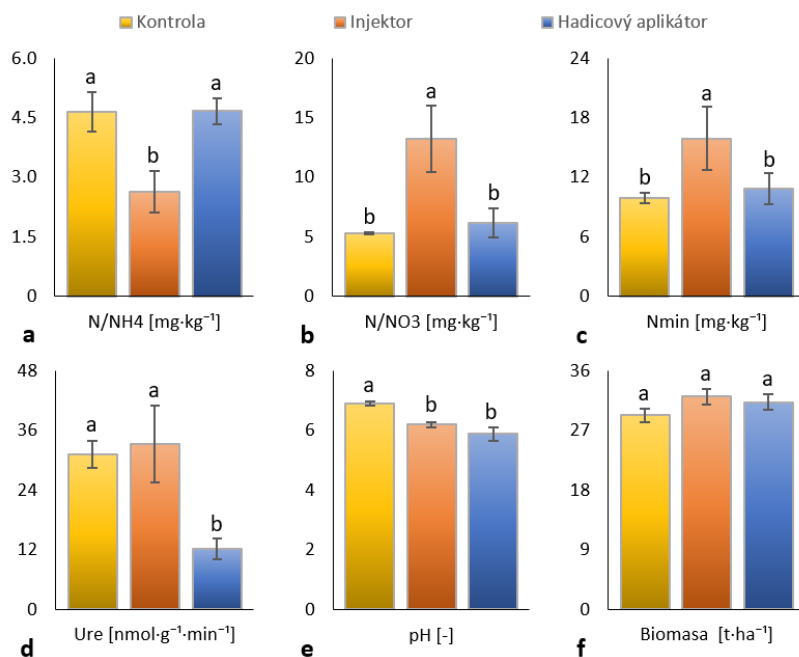 Kontrola Injektor Hadicový aplikátor
6.0
4.5
3.0
1.5
0
a b a
a N/NH4 [mg·kg⁻¹]
20
15
10
5
0
b a b
b N/NO3 [mg·kg⁻¹]
24
18
12
6
0
b a b
c Nmin [mg·kg⁻¹]
48
36
24
12
0
a a b
d Ure [nmol·g⁻¹·min⁻¹]
8
6
4
2
0
a b b
e pH [-]
36
27
18
9
0
a a a
f Biomasa [t·ha⁻¹]